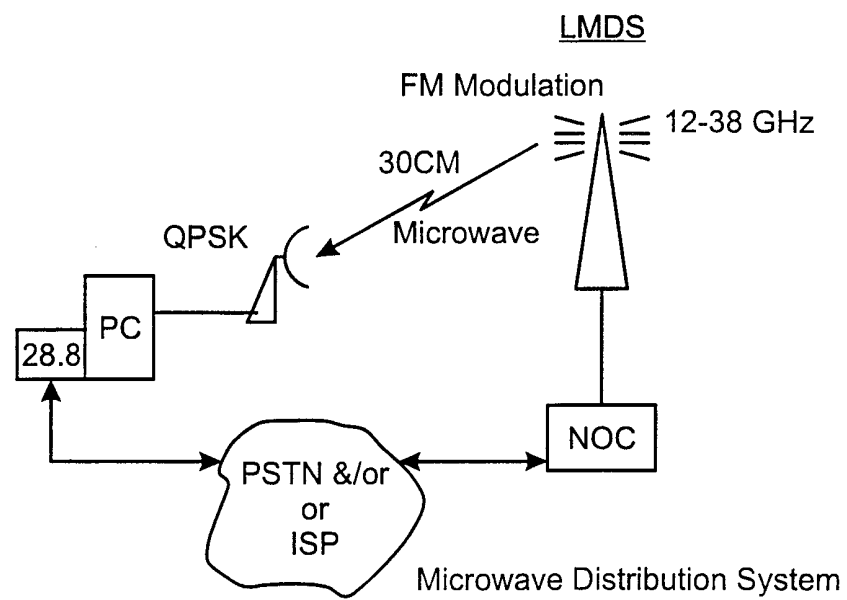 LMDS
FM Modulation
12-38 GHz
30CM
Microwave
QPSK
PC
28.8
NOC
PSTN &/or
or
ISP
Microwave Distribution System